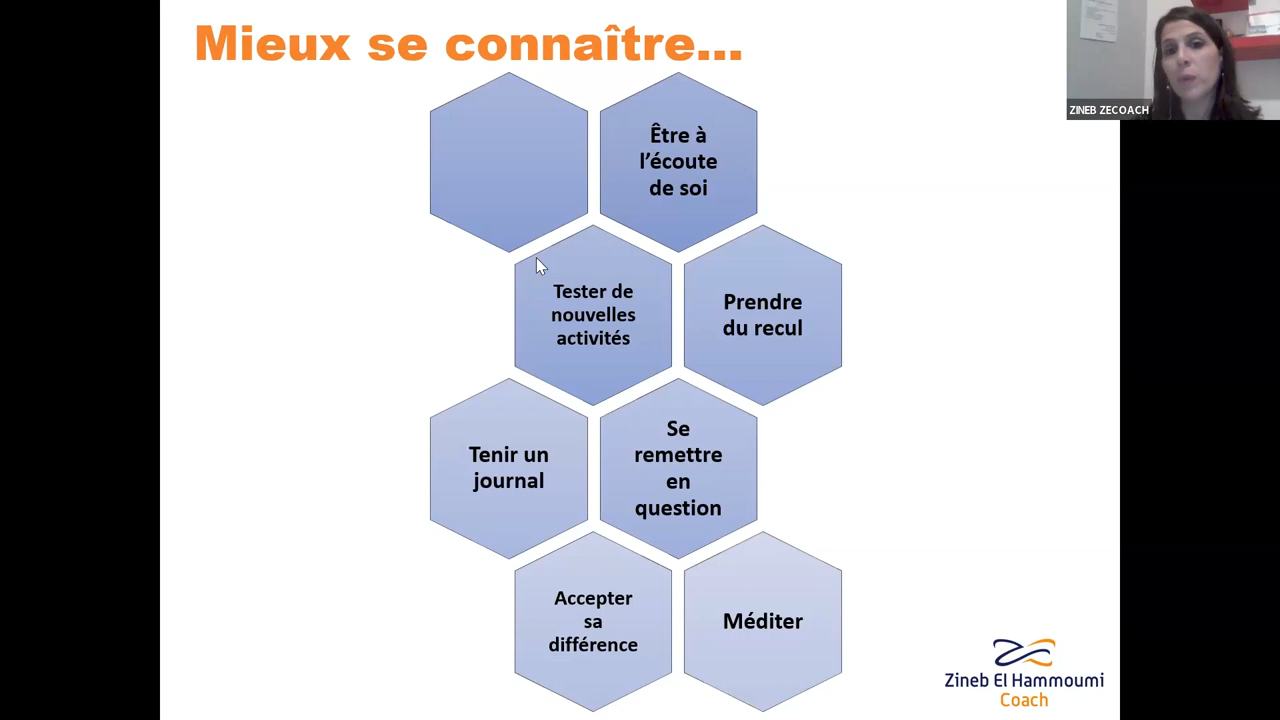 Mieux se connaître...
ZINEB ZECOACH
Être à
l'écoute
de soi
Tester de
nouvelles
activités
Prendre
du recul
Tenir un
journal
Se
remettre
en
question
Accepter
sa
différence
Méditer
Zineb El Hammoumi
Coach